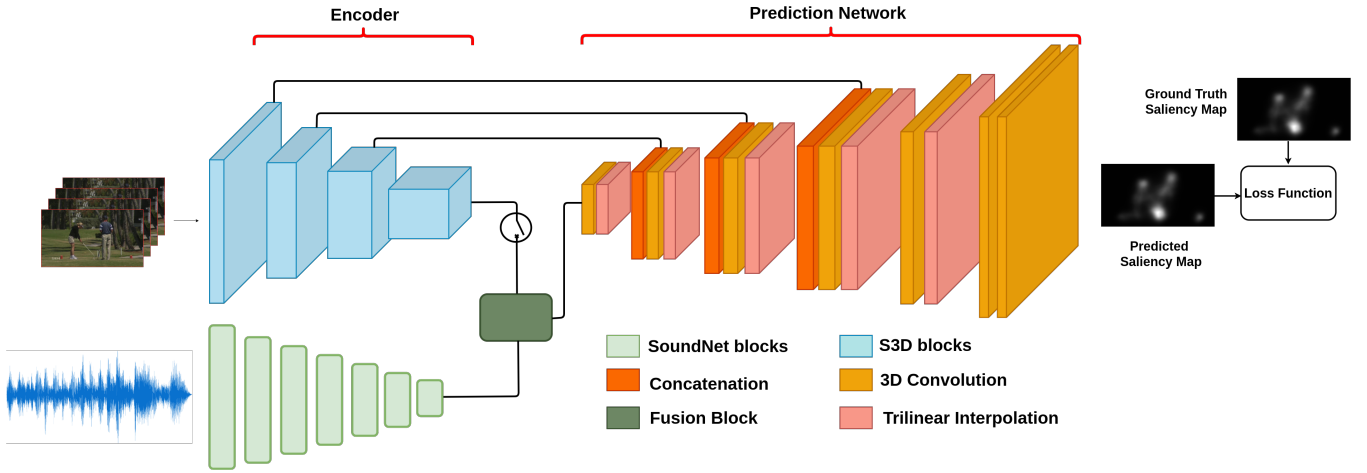 Encoder
Prediction Network
Ground Truth
Saliency Map
Loss Function
Predicted
Saliency Map
SoundNet blocks
S3D blocks
Concatenation
3D Convolution
Fusion Block
Trilinear Interpolation